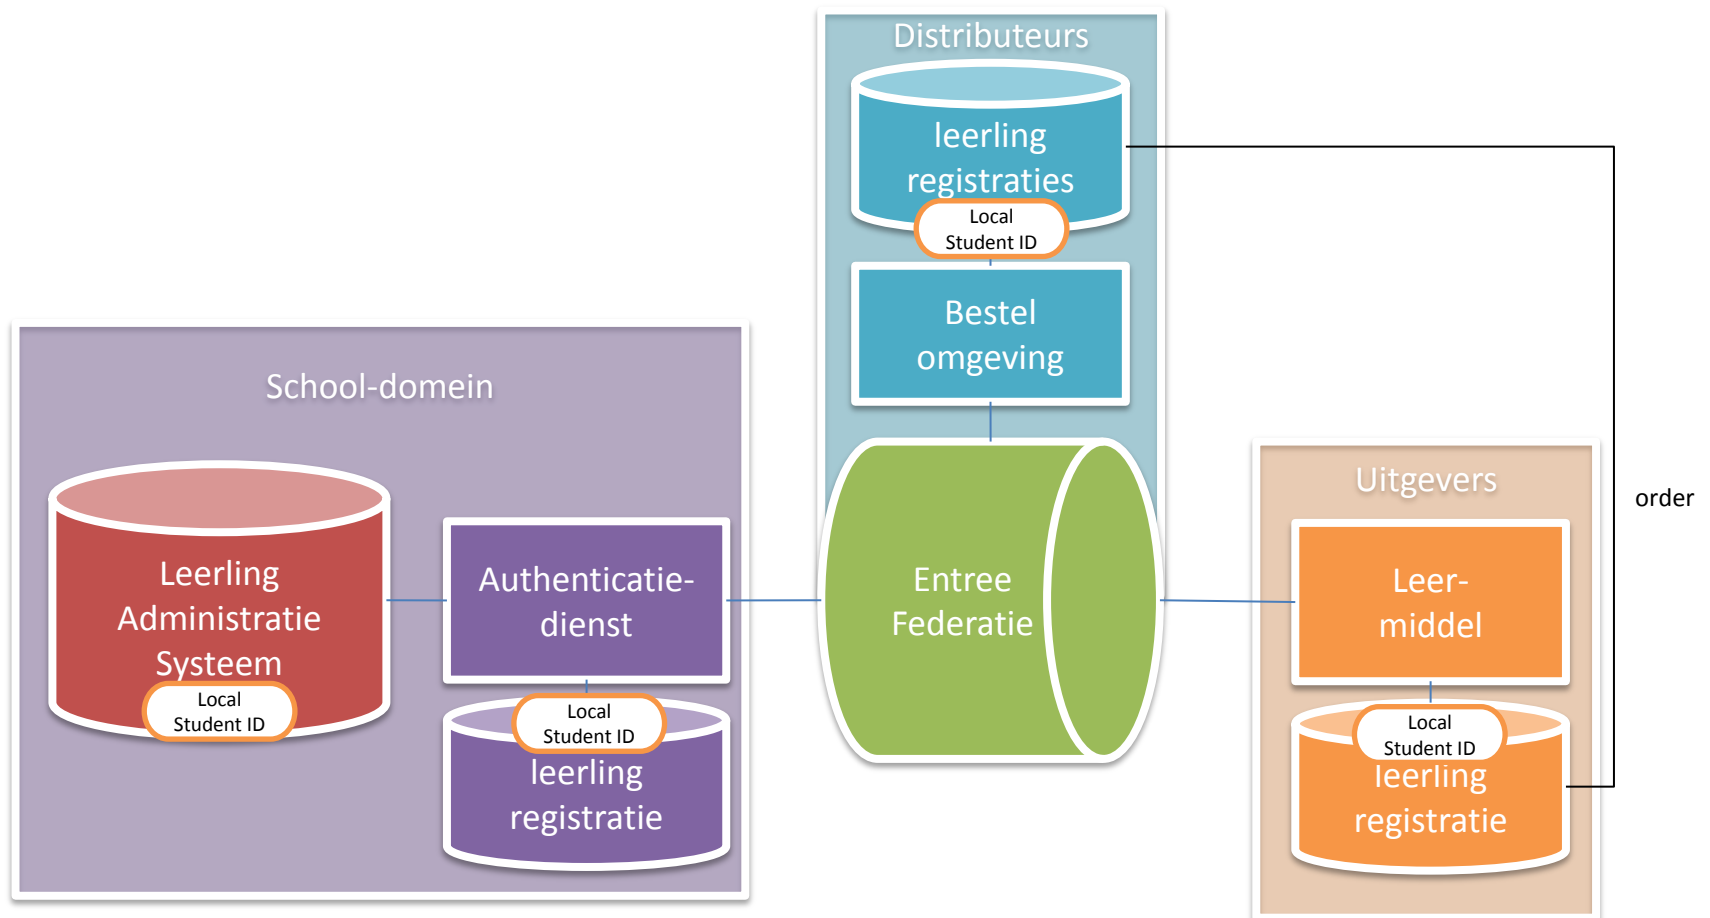 Distributeurs
leerling
registraties
Local
Student ID
Bestel
omgeving
School-domein
Leerling
Administratie
Systeem
Local
Student ID
Authenticatie-
dienst
Local
Student ID
leerling
registratie
Entree
Federatie
Uitgevers
Leer-
middel
Local
Student ID
leerling
registratie
order